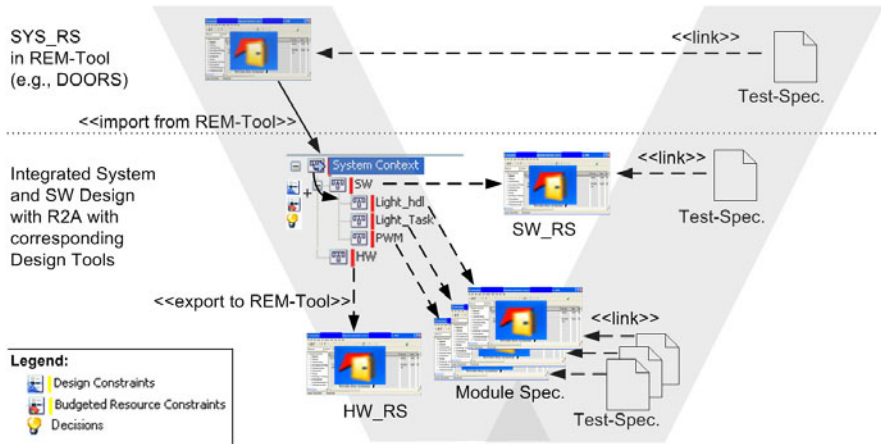 SYS_RS
in REM-Tool
(e.g., DOORS)
<<link>>
Test-Spec.
<<import from REM-Tool>>
Integrated System
and SW Design
with R2A with
corresponding
Design Tools
System Context
SW
Light_hdl
Light_Task
PWM
HW
<<link>>
Test-Spec.
SW_RS
<<export to REM-Tool>>
<<link>>
HW_RS
Module Spec.
Test-Spec.
Legend:
Design Constraints
Budgeted Resource Constraints
Decisions